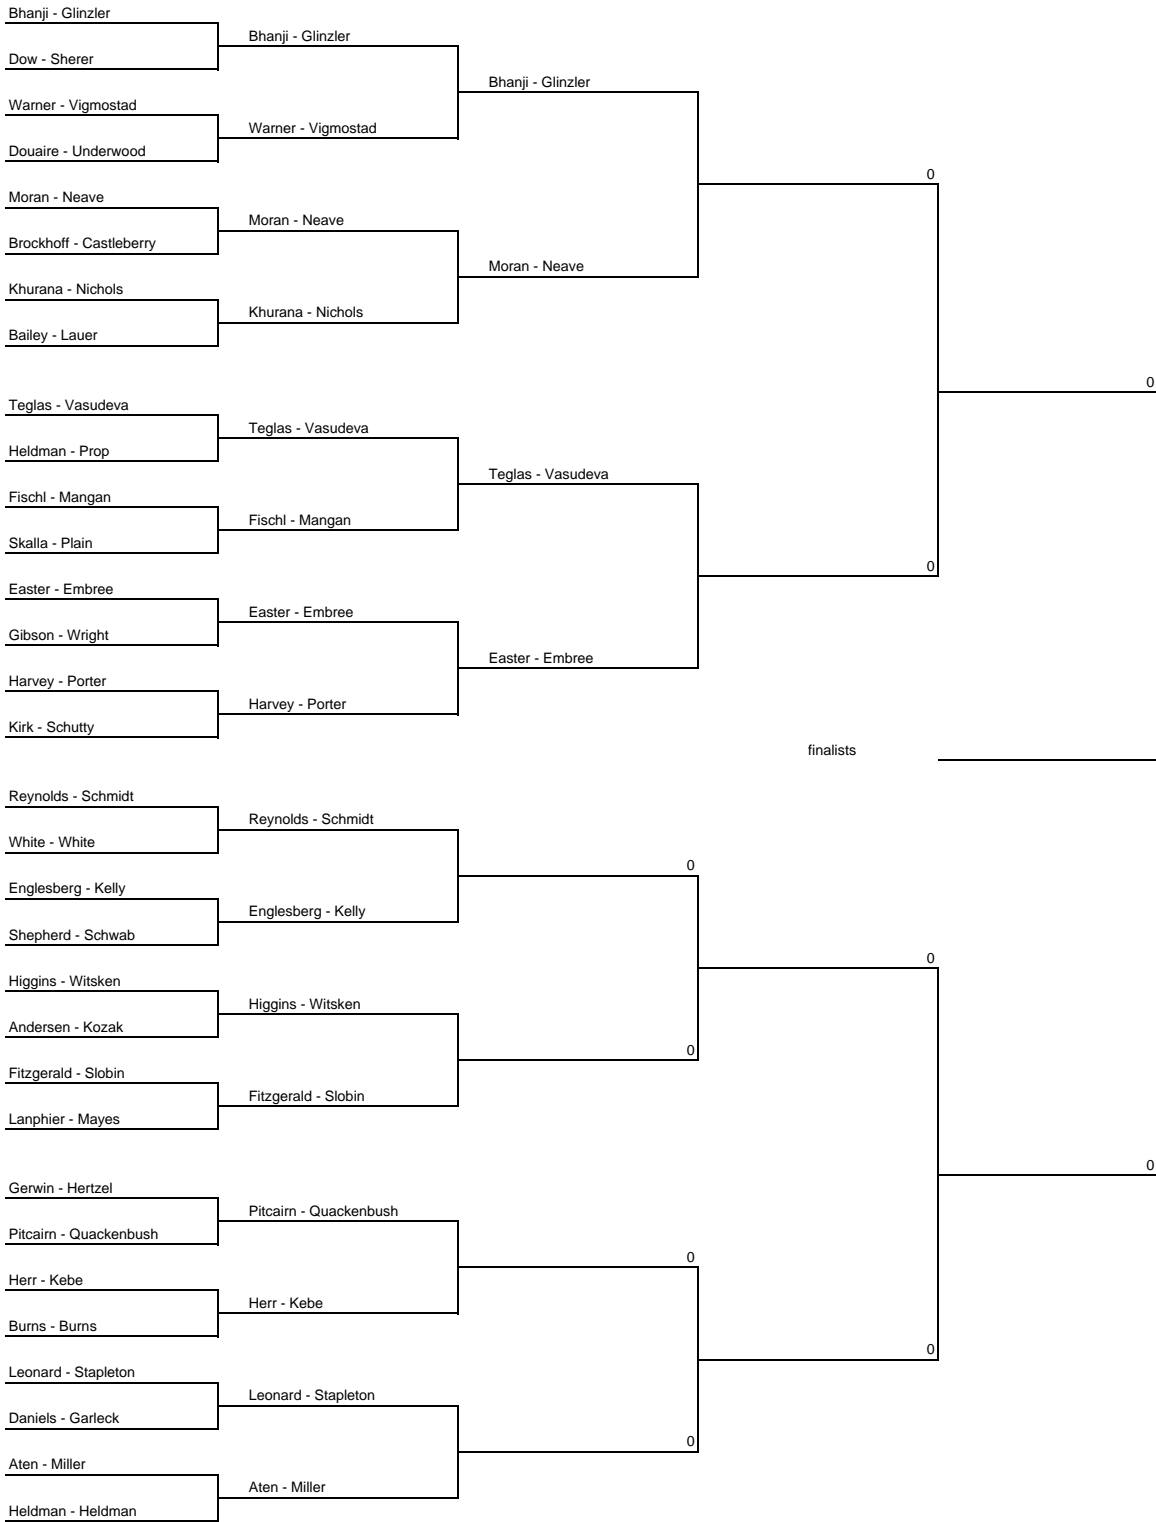 Bhanji - Glinzler
Bhanji - Glinzler
Dow - Sherer
Bhanji - Glinzler
Warner - Vigmostad
Warner - Vigmostad
Douaire - Underwood
0
Moran - Neave
Moran - Neave
Brockhoff - Castleberry
Moran - Neave
Khurana - Nichols
Khurana - Nichols
Bailey - Lauer
0
Teglas - Vasudeva
Teglas - Vasudeva
Heldman - Prop
Teglas - Vasudeva
Fischl - Mangan
Fischl - Mangan
Skalla - Plain
0
Easter - Embree
Easter - Embree
Gibson - Wright
Easter - Embree
Harvey - Porter
Harvey - Porter
Kirk - Schutty
finalists
Reynolds - Schmidt
Reynolds - Schmidt
White - White
0
Englesberg - Kelly
Englesberg - Kelly
Shepherd - Schwab
0
Higgins - Witsken
Higgins - Witsken
Andersen - Kozak
0
Fitzgerald - Slobin
Fitzgerald - Slobin
Lanphier - Mayes
0
Gerwin - Hertzel
Pitcairn - Quackenbush
Pitcairn - Quackenbush
0
Herr - Kebe
Herr - Kebe
Burns - Burns
0
Leonard - Stapleton
Leonard - Stapleton
Daniels - Garleck
0
Aten - Miller
Aten - Miller
Heldman - Heldman